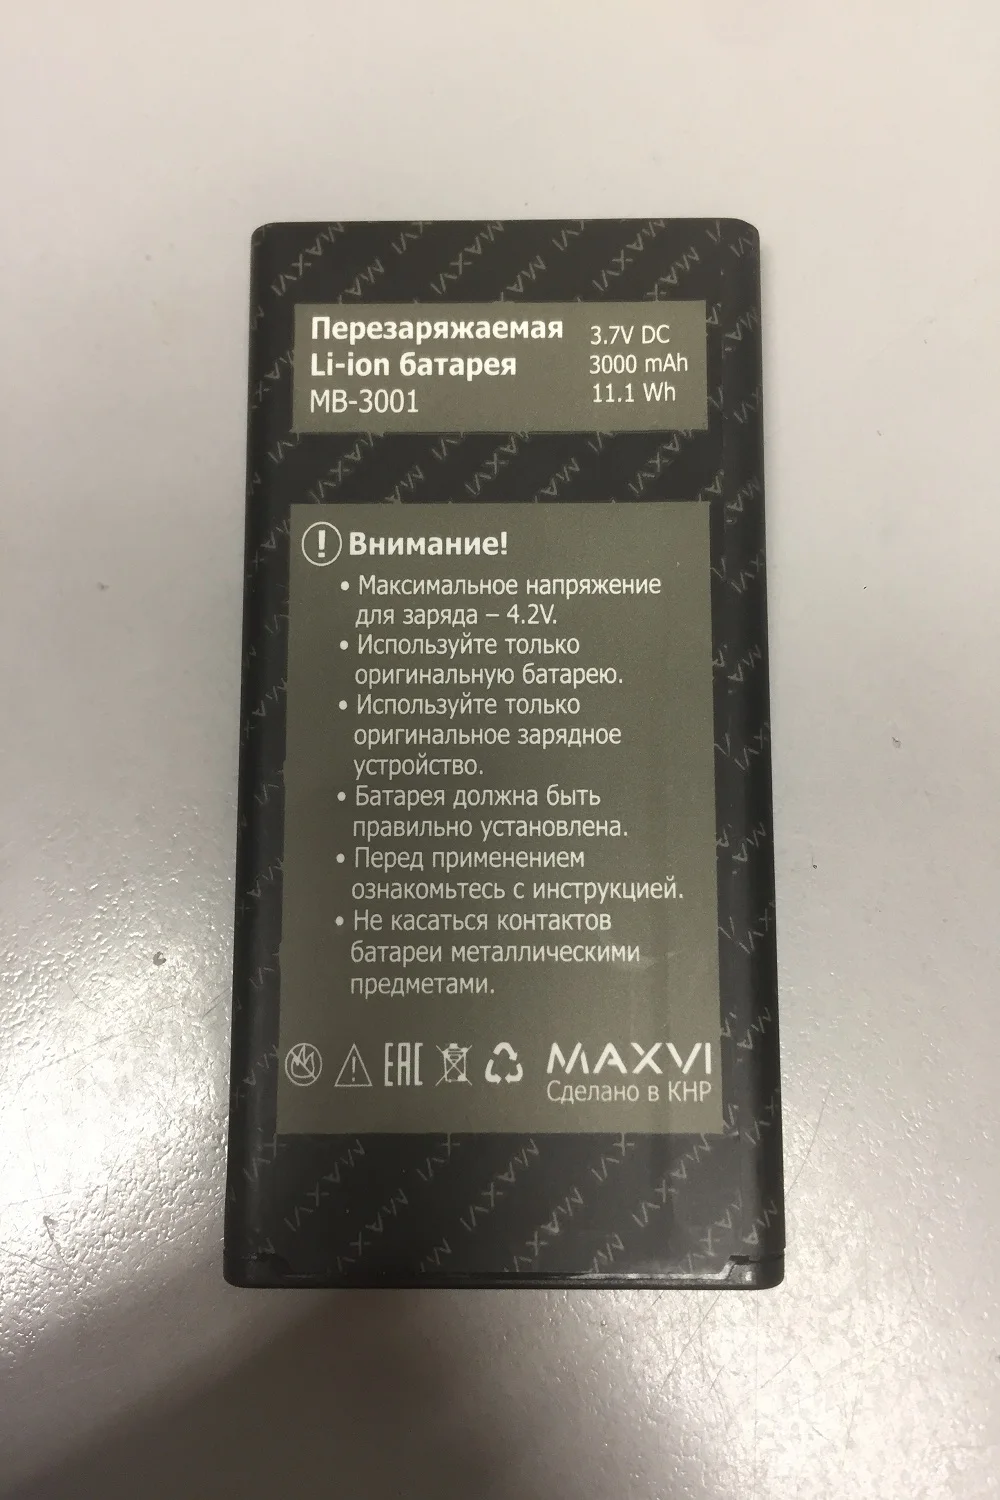 Перезаряжаемая
Li-ion батарея
MB-3001
3.7V DC
3000 mAh
11.1 Wh
! Внимание!
• Максимальное напряжение
для заряда – 4.2V.
• Используйте только
оригинальную батарею.
• Используйте только
оригинальное зарядное
устройство.
• Батарея должна быть
правильно установлена.
• Перед применением
ознакомьтесь с инструкцией.
• Не касаться контактов
батареи металлическими
предметами.
EAC
MAXVI
Сделано в КНР